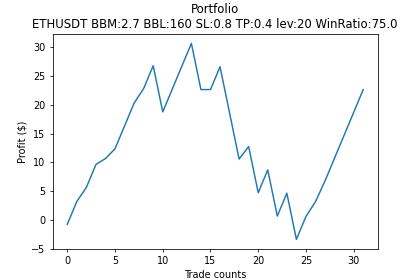 Portfolio
ETHUSDT BBM:2.7 BBL:160 SL:0.8 TP:0.4 lev:20 WinRatio:75.0
30
25
20
15
10
5
0
−5
Profit ($)
0 5 10 15 20 25 30
Trade counts